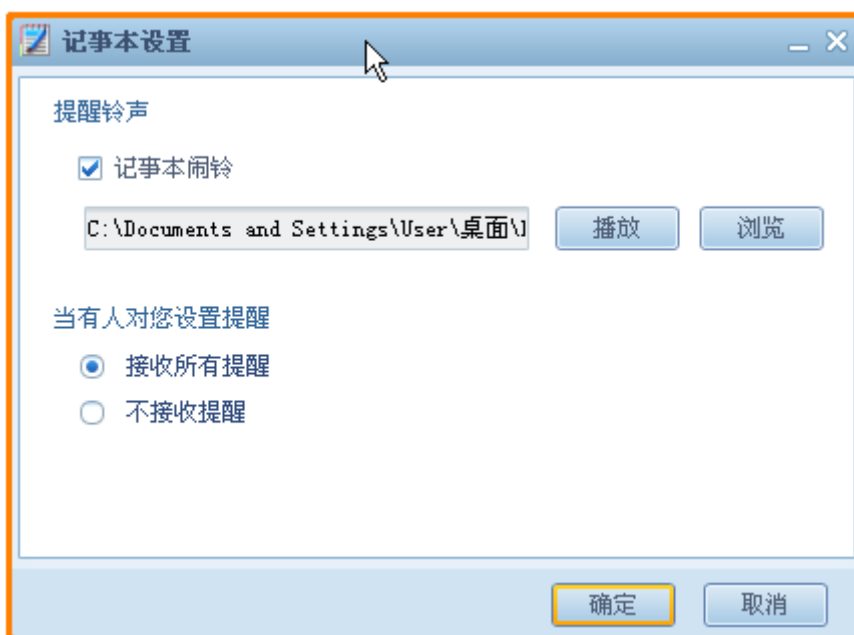 记事本设置
提醒铃声
记事本闹铃
C:\Documents and Settings\User\桌面\
播放
浏览
当有人对您设置提醒
接收所有提醒
不接收提醒
确定
取消